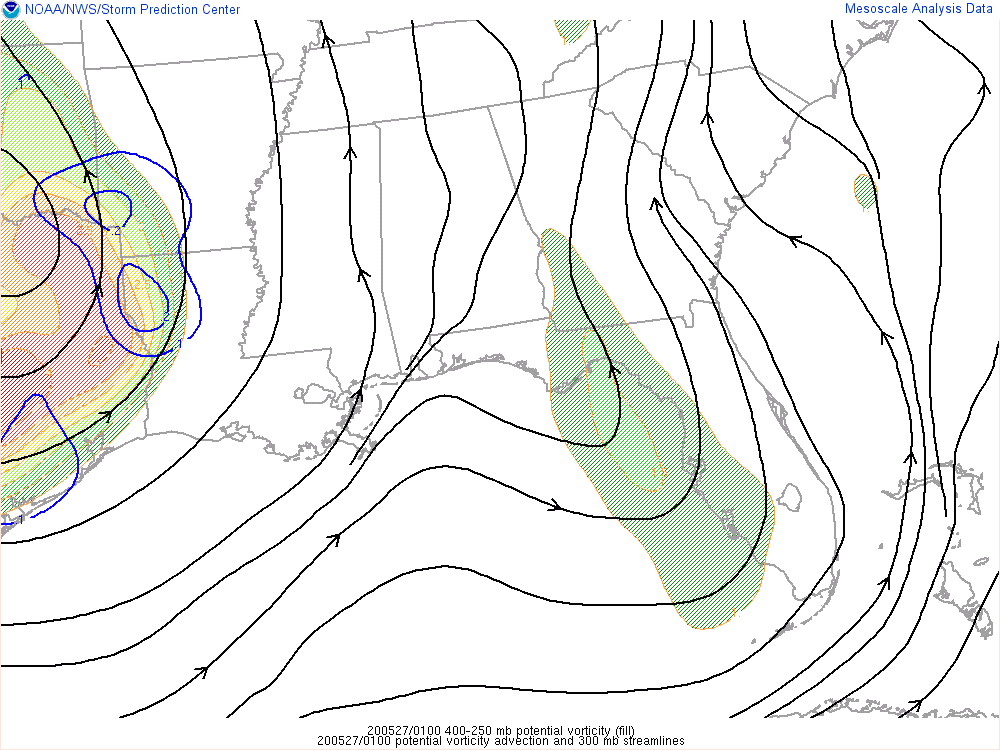 NOAA/NWS/Storm Prediction Center
Mesoscale Analysis Data
1
2
2
1
1
200527/0100 400-250 mb potential vorticity (fill)
200527/0100 potential vorticity advection and 300 mb streamlines